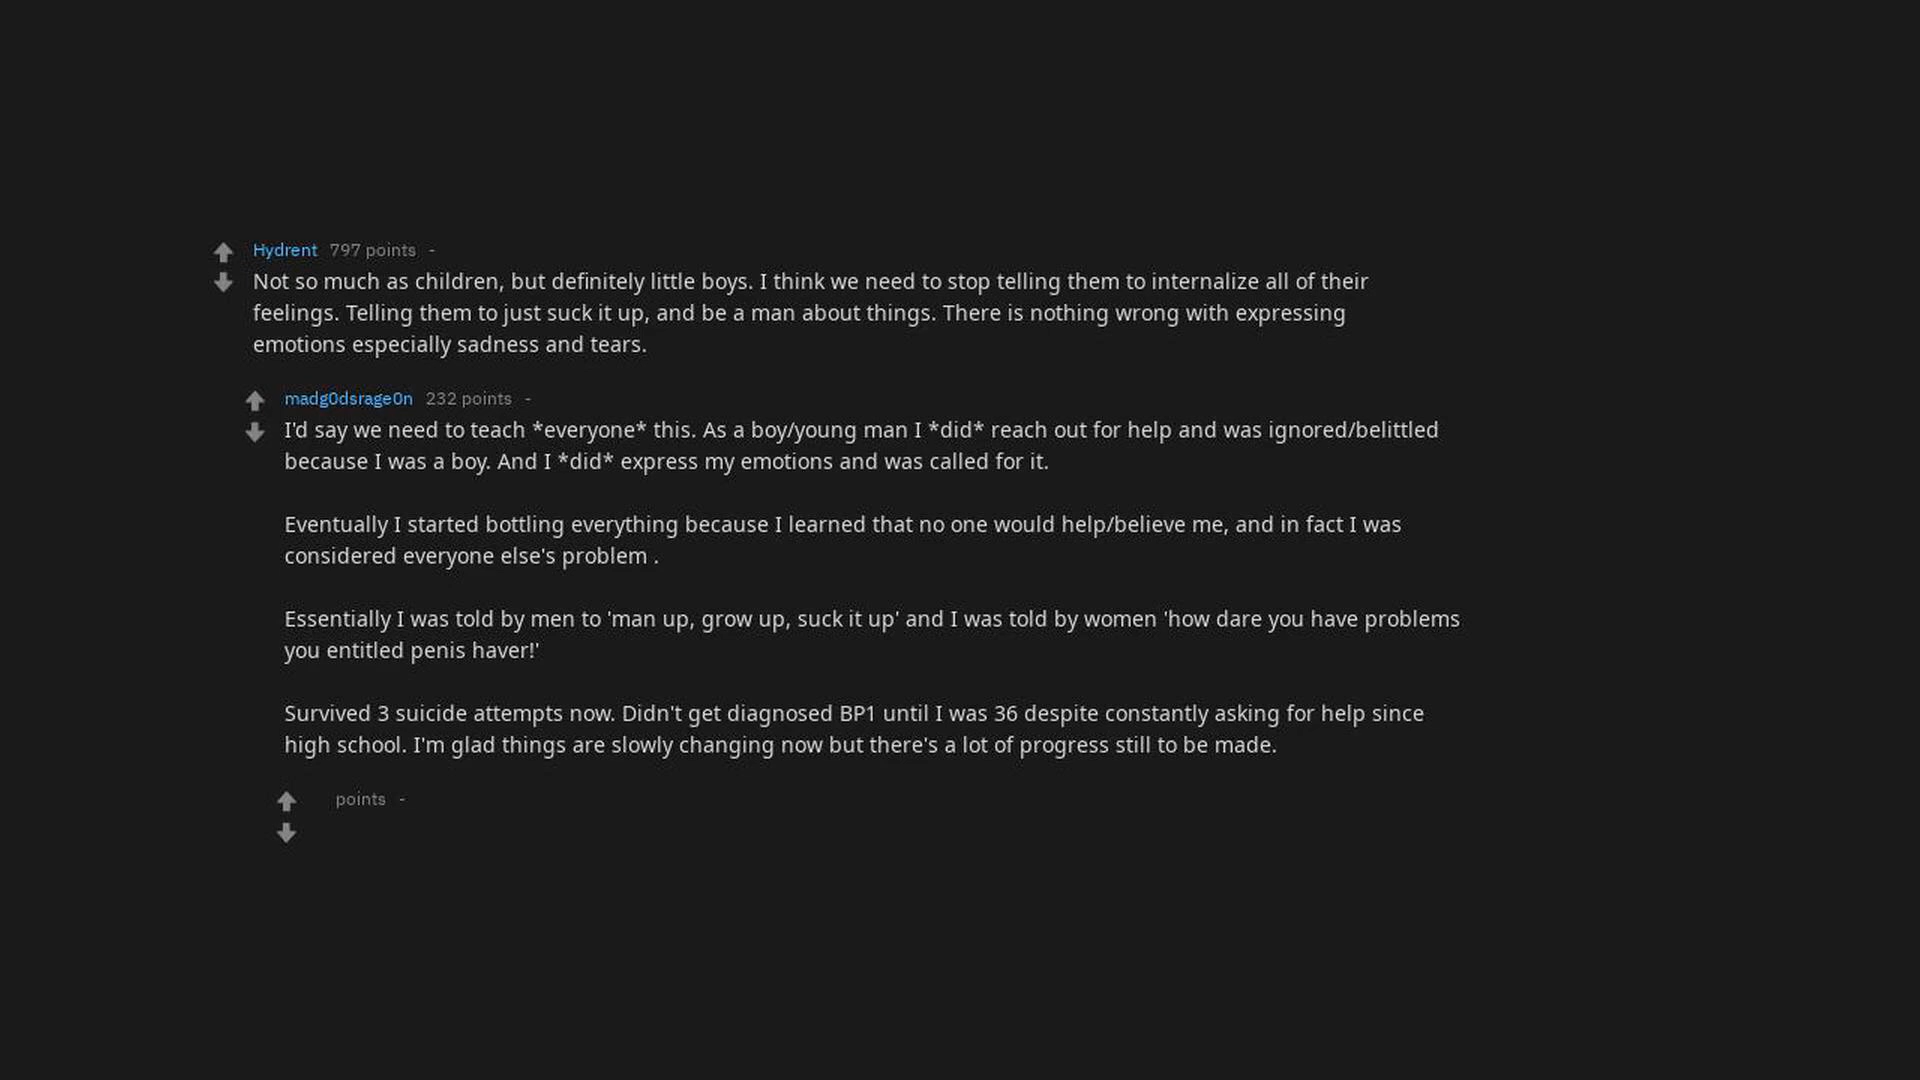 Hydrent 797 points -
Not so much as children, but definitely little boys. I think we need to stop telling them to internalize all of their
feelings. Telling them to just suck it up, and be a man about things. There is nothing wrong with expressing
emotions especially sadness and tears.
madg0dsrage0n 232 points -
I'd say we need to teach *everyone* this. As a boy/young man I *did* reach out for help and was ignored/belittled
because I was a boy. And I *did* express my emotions and was called for it.
Eventually I started bottling everything because I learned that no one would help/believe me, and in fact I was
considered everyone else's problem .
Essentially I was told by men to 'man up, grow up, suck it up' and I was told by women 'how dare you have problems
you entitled penis haver!'
Survived 3 suicide attempts now. Didn't get diagnosed BP1 until I was 36 despite constantly asking for help since
high school. I'm glad things are slowly changing now but there's a lot of progress still to be made.
points -